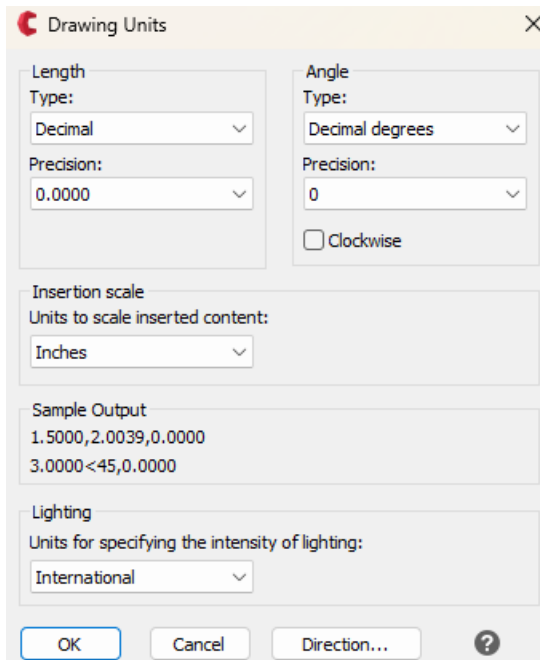 Drawing Units
Length
Type:
Decimal
Precision:
0.0000
Angle
Type:
Decimal degrees
Precision:
0
Clockwise
Insertion scale
Units to scale inserted content:
Inches
Sample Output
1.5000,2.0039,0.0000
3.0000<45,0.0000
Lighting
Units for specifying the intensity of lighting:
International
OK Cancel Direction... ?